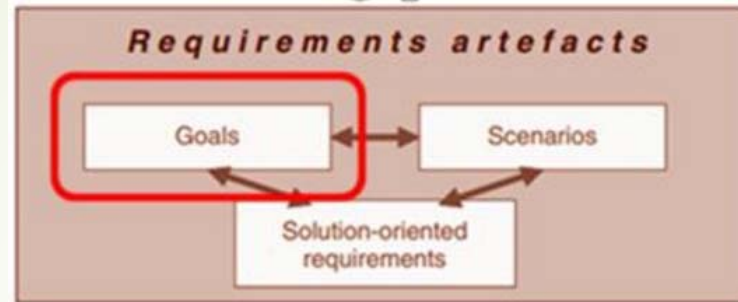 Requirements artefacts
Goals
Scenarios
Solution-oriented
requirements